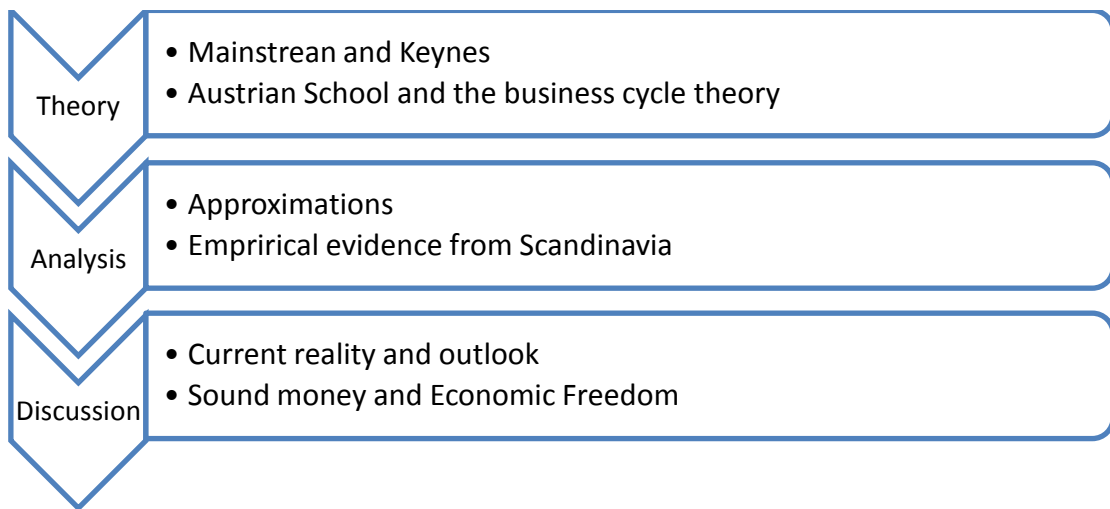 Theory
• Mainstrean and Keynes
• Austrian School and the business cycle theory
Analysis
• Approximations
• Emprirical evidence from Scandinavia
Discussion
• Current reality and outlook
• Sound money and Economic Freedom